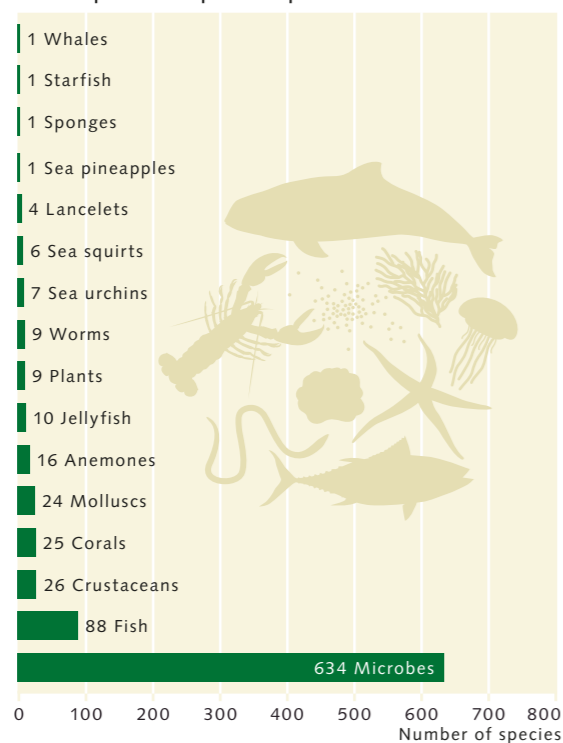 1 Whales
1 Starfish
1 Sponges
1 Sea pineapples
4 Lancelets
6 Sea squirts
7 Sea urchins
9 Worms
9 Plants
10 Jellyfish
16 Anemones
24 Molluscs
25 Corals
26 Crustaceans
88 Fish
634 Microbes
0 100 200 300 400 500 600 700 800
Number of species